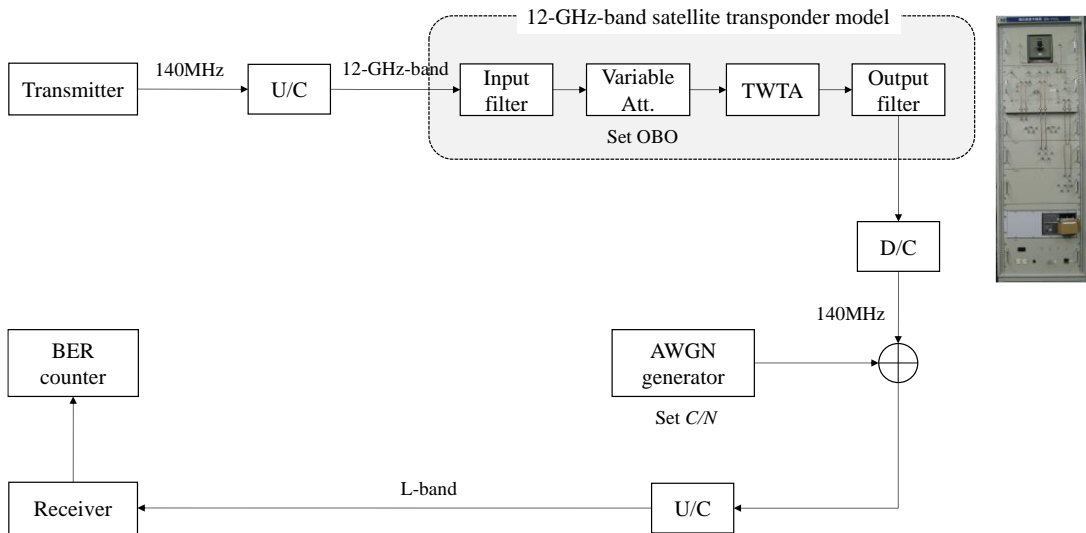 12-GHz-band satellite transponder model
Transmitter
140MHz
U/C
12-GHz-band
Input
filter
Variable
Att.
TWTA
Output
filter
Set OBO
D/C
140MHz
AWGN
generator
Set C/N
BER
counter
Receiver
L-band
U/C